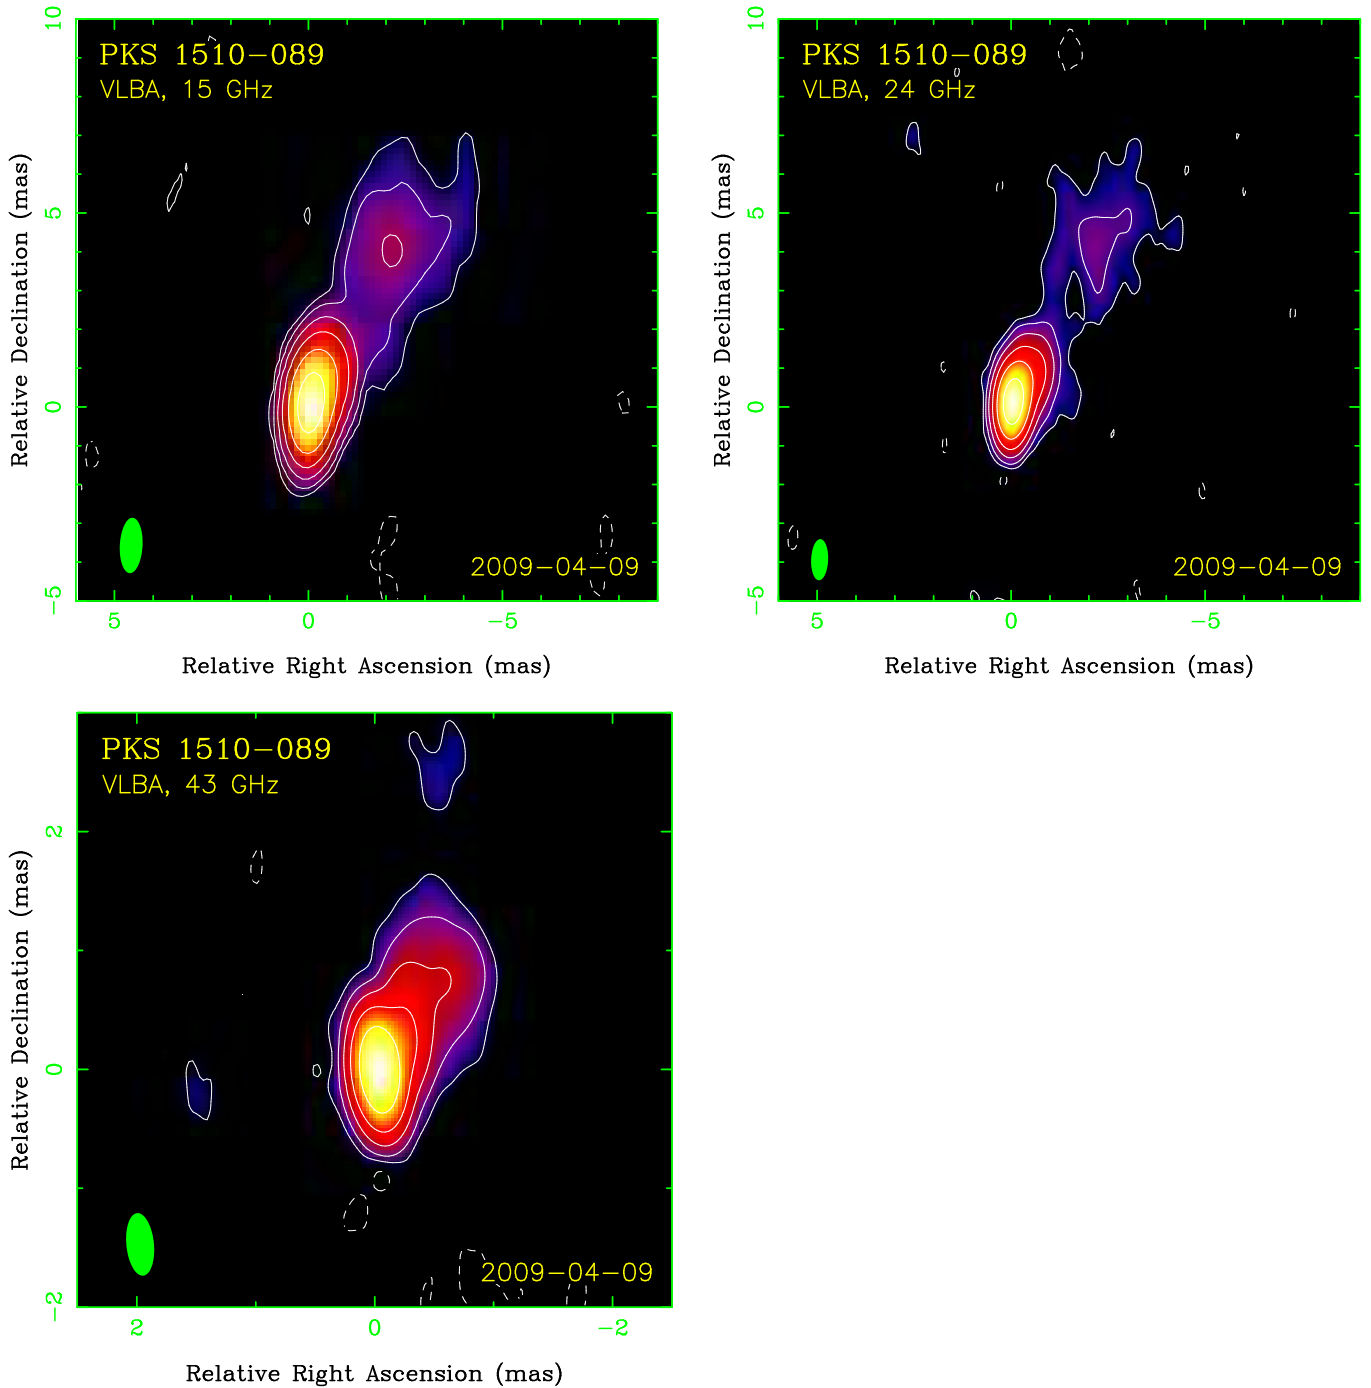 PKS 1510-089
VLBA, 15 GHz
2009-04-09
10
5
0
-5
5
0
-5
Relative Declination (mas)
Relative Right Ascension (mas)
PKS 1510-089
VLBA, 24 GHz
2009-04-09
10
5
0
-5
5
0
-5
Relative Declination (mas)
Relative Right Ascension (mas)
PKS 1510-089
VLBA, 43 GHz
2009-04-09
2
0
-2
2
0
-2
Relative Declination (mas)
Relative Right Ascension (mas)